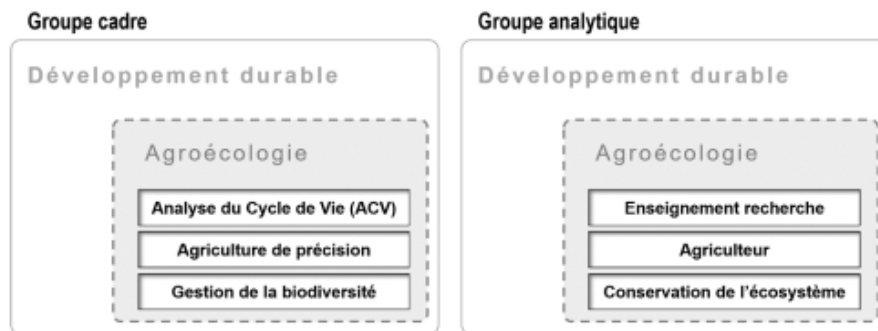 Groupe cadre
Développement durable
Agroécologie
Analyse du Cycle de Vie (ACV)
Agriculture de précision
Gestion de la biodiversité
Groupe analytique
Développement durable
Agroécologie
Enseignement recherche
Agriculteur
Conservation de l'écosystème